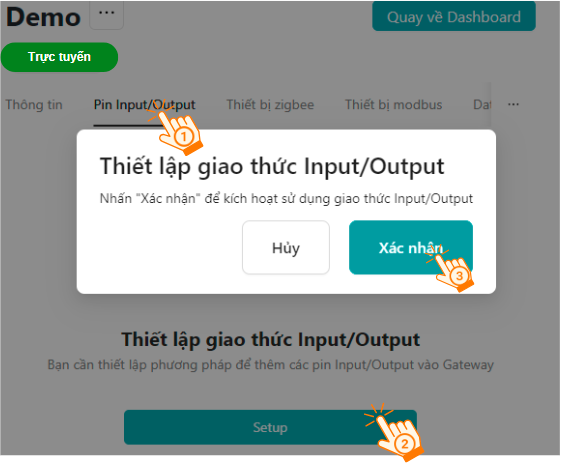 Demo
...
Quay về Dashboard
Trực tuyến
Thông tin
Pin Input/Output
Thiết bị zigbee
Thiết bị modbus
Dat
...
1
Thiết lập giao thức Input/Output
Nhấn "Xác nhận" để kích hoạt sử dụng giao thức Input/Output
Hủy
Xác nhận
3
Thiết lập giao thức Input/Output
Bạn cần thiết lập phương pháp để thêm các pin Input/Output vào Gateway
Setup
2